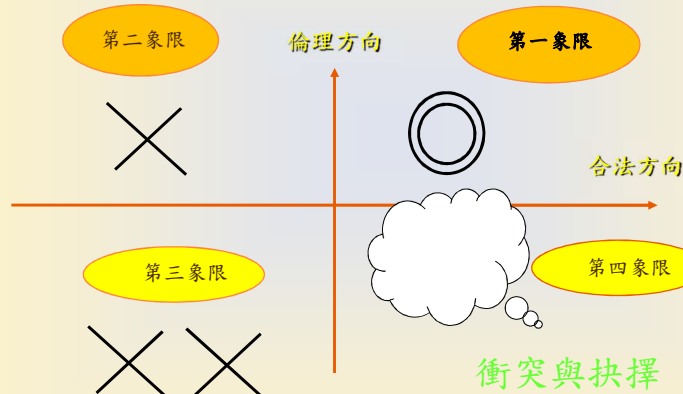 第二象限
倫理方向
第一象限
合法方向
第三象限
第四象限
衝突與抉擇